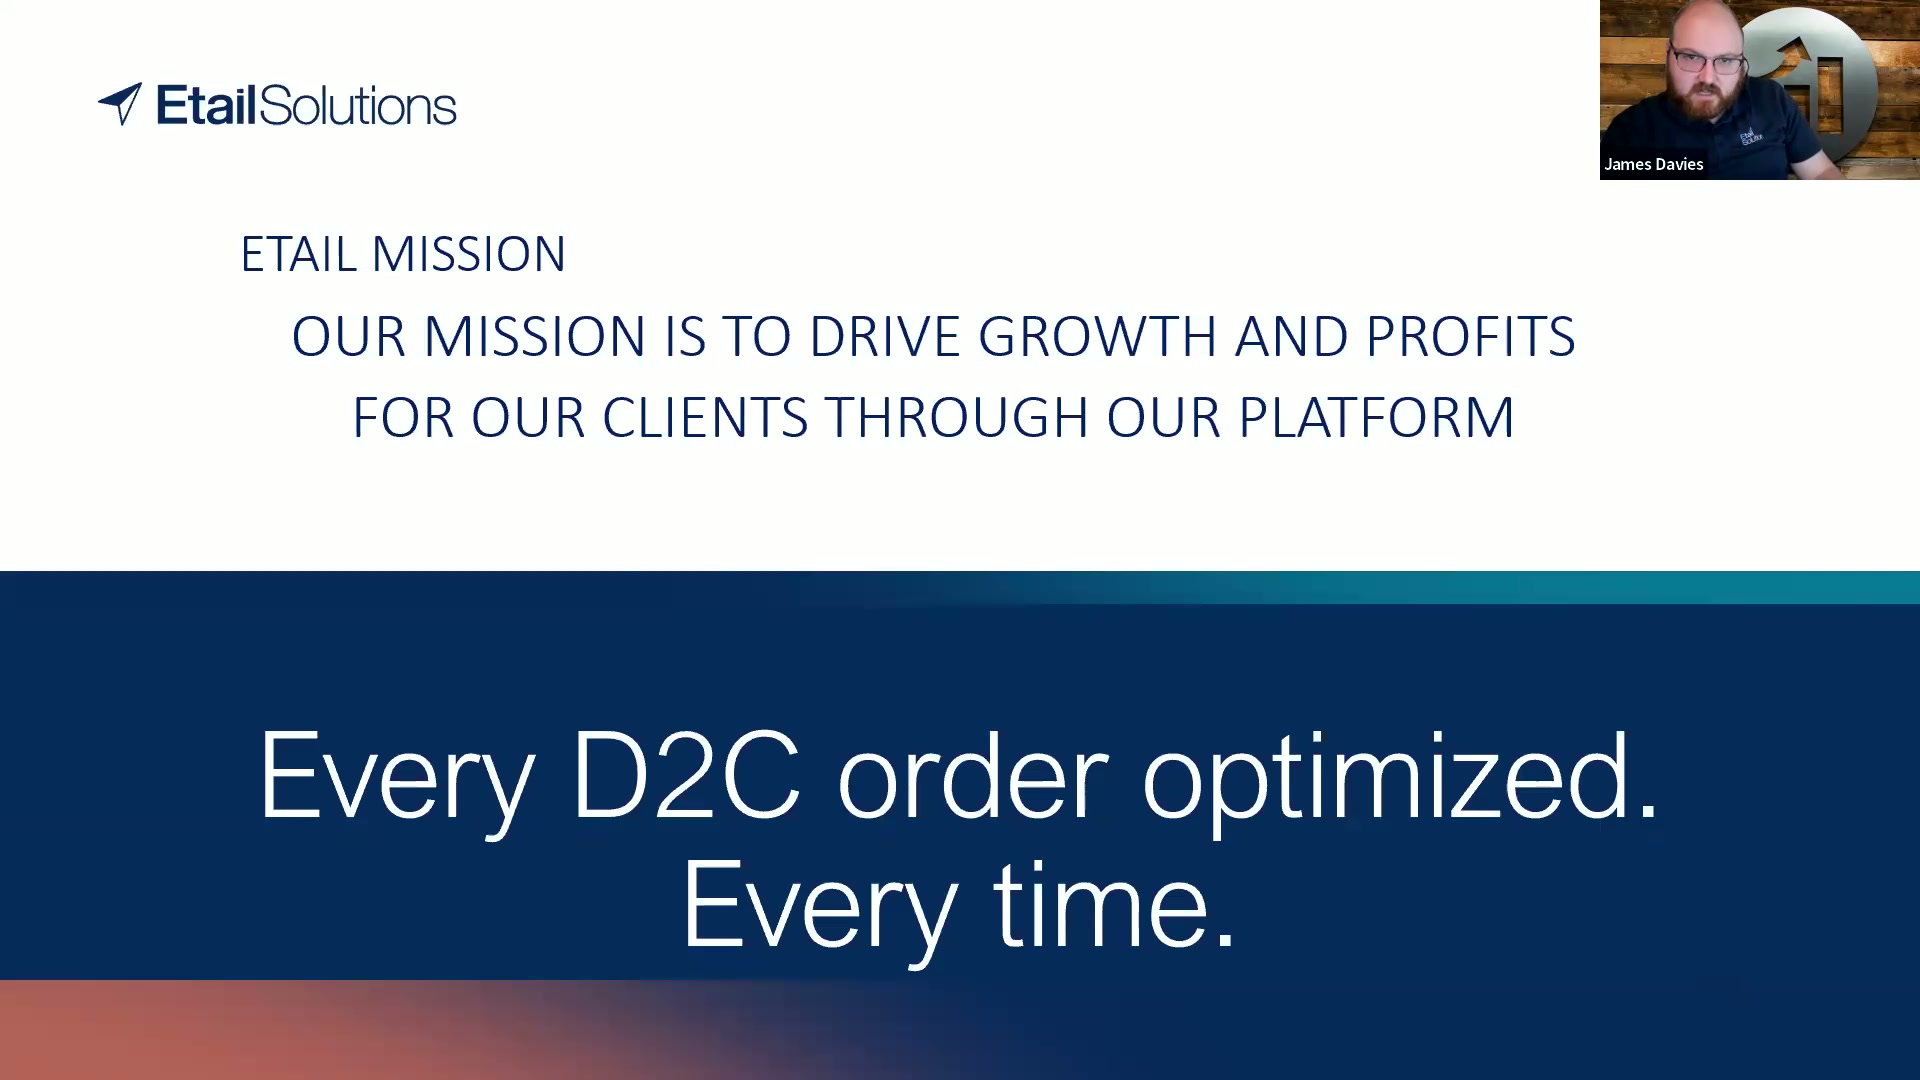 EtailSolutions
James Davies
Etail
ETAIL MISSION
OUR MISSION IS TO DRIVE GROWTH AND PROFITS
FOR OUR CLIENTS THROUGH OUR PLATFORM
Every D2C order optimized.
Every time.